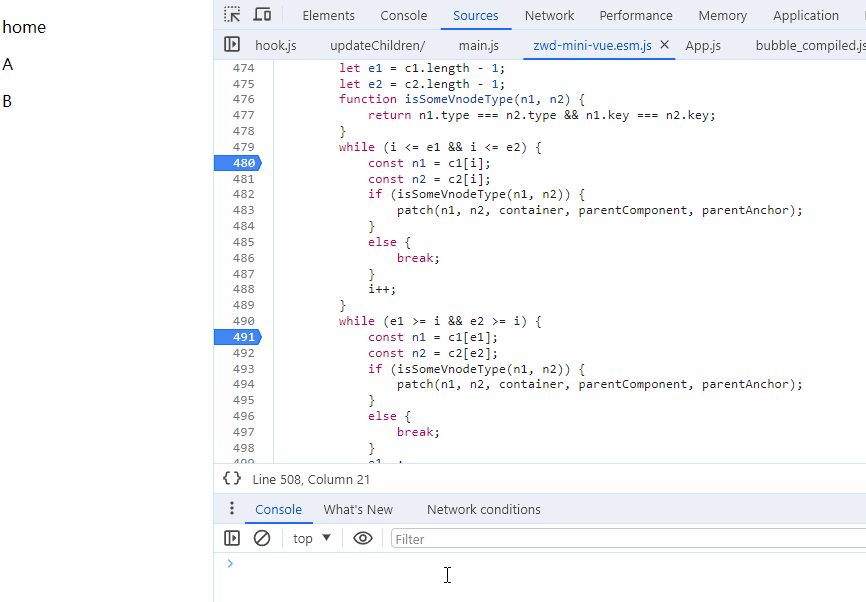 home
A
B
Elements Console Sources Network Performance Memory Application
hook.js updateChildren/ main.js zwd-mini-vue.esm.js × App.js bubble_compiled.js
474 let e1 = c1.length - 1;
475 let e2 = c2.length - 1;
476 function isSomeVnodeType(n1, n2) {
477 return n1.type === n2.type && n1.key === n2.key;
478 }
479 while (i <= e1 && i <= e2) {
480 const n1 = c1[i];
481 const n2 = c2[i];
482 if (isSomeVnodeType(n1, n2)) {
483 patch(n1, n2, container, parentComponent, parentAnchor);
484 }
485 else {
486 break;
487 }
488 i++;
489 }
490 while (e1 >= i && e2 >= i) {
491 const n1 = c1[e1];
492 const n2 = c2[e2];
493 if (isSomeVnodeType(n1, n2)) {
494 patch(n1, n2, container, parentComponent, parentAnchor);
495 }
496 else {
497 break;
498 }
{} Line 508, Column 21
Console What's New Network conditions
top ▼ Filter
>